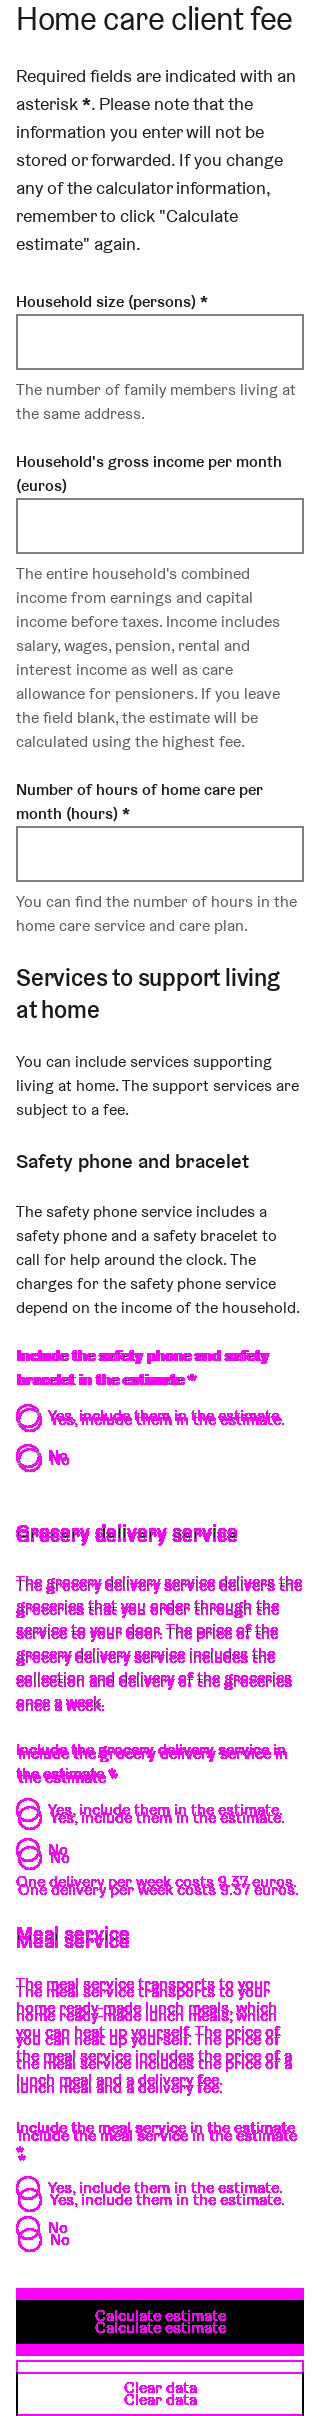 Home care client fee
Required fields are indicated with an
asterisk *. Please note that the
information you enter will not be
stored or forwarded. If you change
any of the calculator information,
remember to click "Calculate
estimate" again.
Household size (persons) *
The number of family members living at
the same address.
Household's gross income per month
(euros)
The entire household's combined
income from earnings and capital
income before taxes. Income includes
salary, wages, pension, rental and
interest income as well as care
allowance for pensioners. If you leave
the field blank, the estimate will be
calculated using the highest fee.
Number of hours of home care per
month (hours) *
You can find the number of hours in the
home care service and care plan.
Services to support living
at home
You can include services supporting
living at home. The support services are
subject to a fee.
Safety phone and bracelet
The safety phone service includes a
safety phone and a safety bracelet to
call for help around the clock. The
charges for the safety phone service
depend on the income of the household.
Include the safety phone and safety
bracelet in the estimate *
Yes, include them in the estimate.
No
Grocery delivery service
The grocery delivery service delivers the
groceries that you order through the
service to your door. The price of the
grocery delivery service includes the
collection and delivery of the groceries
once a week.
Include the grocery delivery service in
the estimate *
Yes, include them in the estimate.
No
One delivery per week costs 9.37 euros.
Meal service
The meal service transports to your
home ready-made lunch meals, which
you can heat up yourself. The price of
the meal service includes the price of a
lunch meal and a delivery fee.
Include the meal service in the estimate
*
Yes, include them in the estimate.
No
Calculate estimate
Calculate estimate
Clear data
Clear data